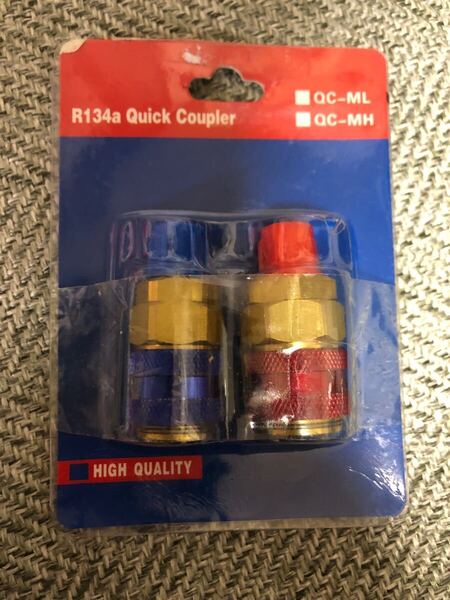 R134a Quick Coupler
QC-ML
QC-MH
HIGH QUALITY